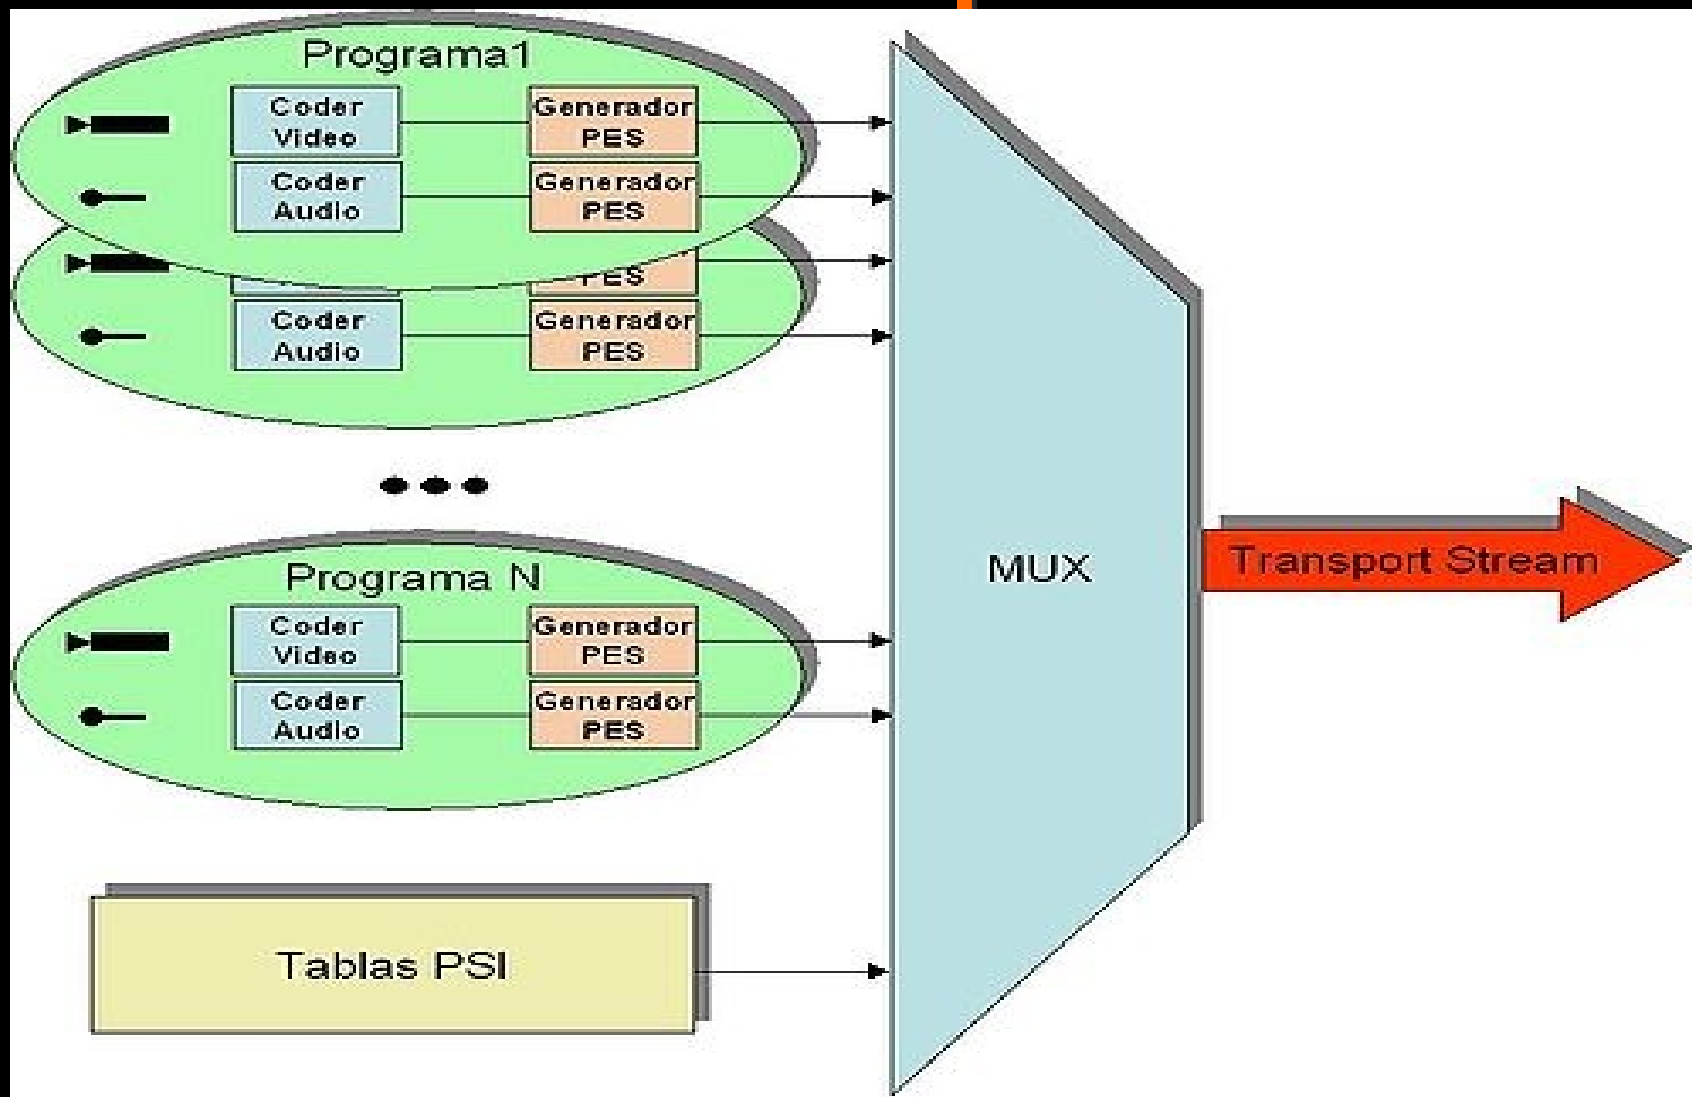 Programa1
Coder
Video
Generador
PES
Coder
Audio
Generador
PES
PES
Coder
Audio
Generador
PES
Programa N
Coder
Video
Generador
PES
Coder
Audio
Generador
PES
Tablas PSI
MUX
Transport Stream